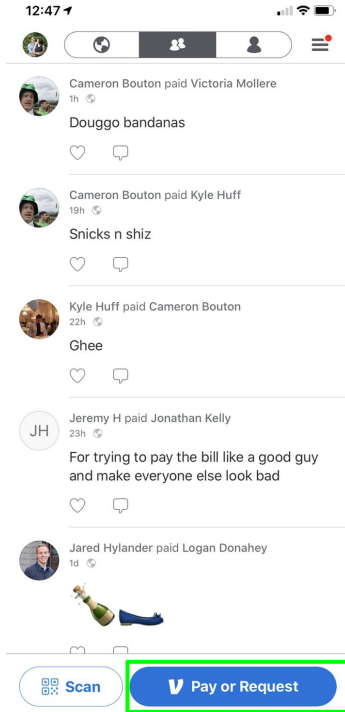 12:47
Cameron Bouton paid Victoria Mollere
1h
Douggo bandanas
Cameron Bouton paid Kyle Huff
19h
Snicks n shiz
Kyle Huff paid Cameron Bouton
22h
Ghee
JH
Jeremy H paid Jonathan Kelly
23h
For trying to pay the bill like a good guy
and make everyone else look bad
Jared Hylander paid Logan Donahey
1d
Scan
Pay or Request